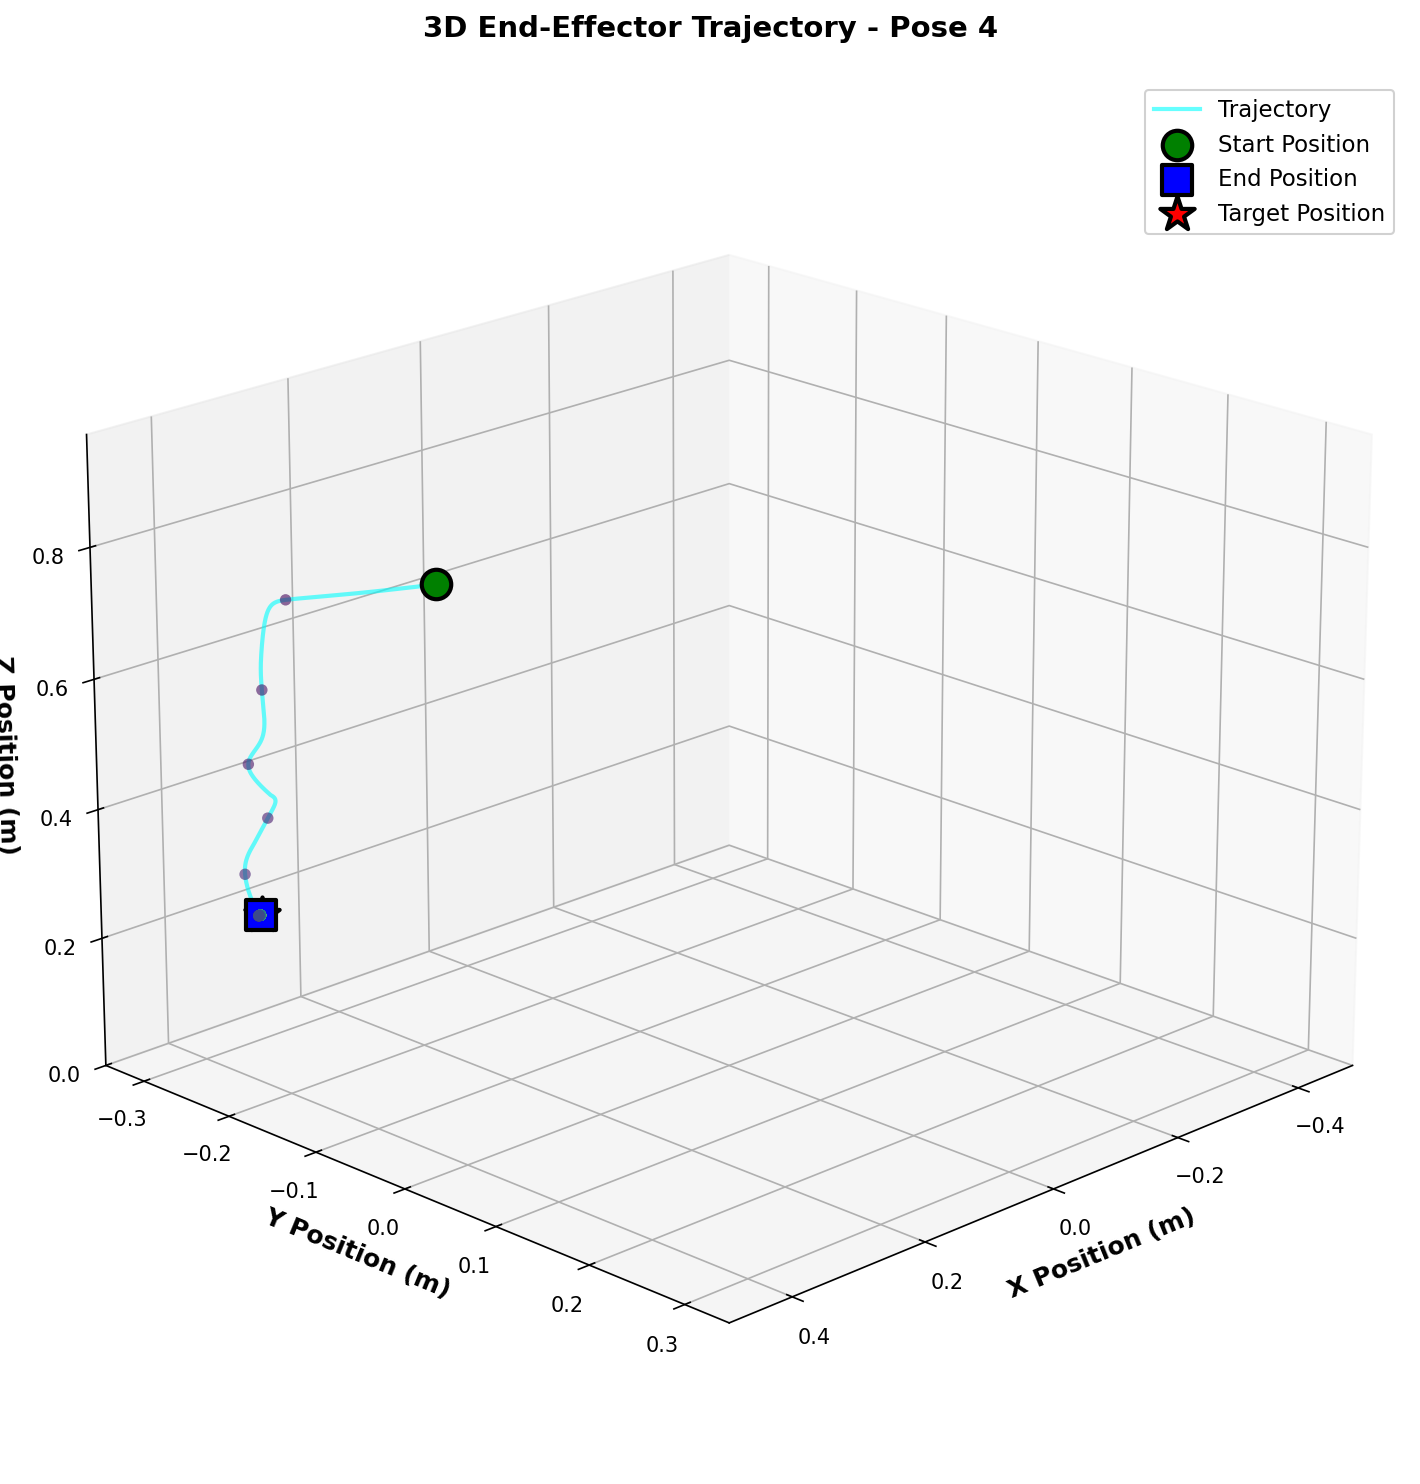 3D End-Effector Trajectory - Pose 4
Trajectory
Start Position
End Position
Target Position
0.8
0.6
0.4
0.2
0.0
Z Position (m)
−0.3
−0.2
−0.1
0.0
0.1
0.2
0.3
Y Position (m)
−0.4
−0.2
0.0
0.2
0.4
X Position (m)